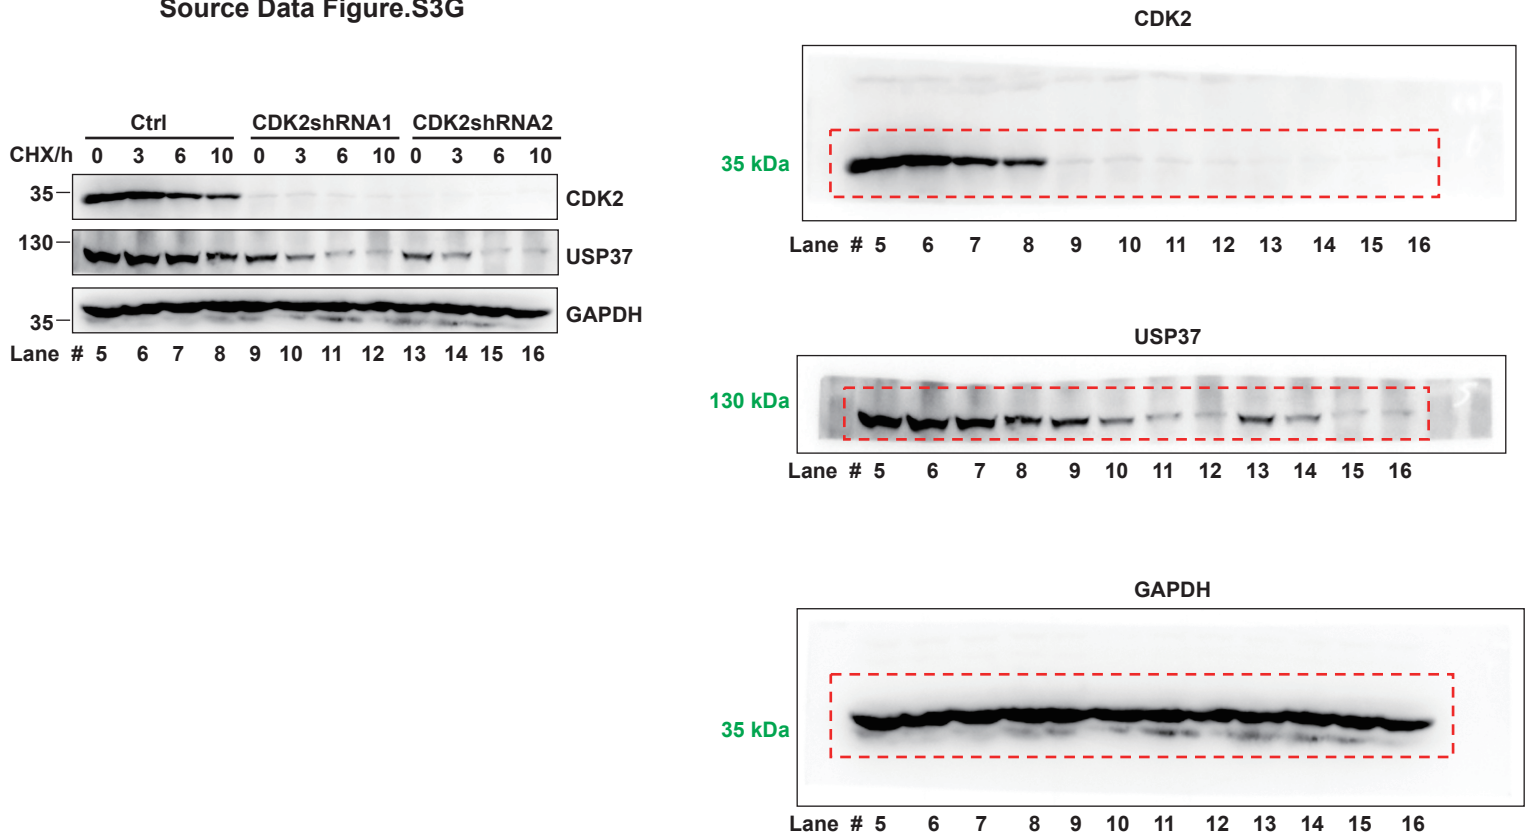 Source Data Figure.S3G
Ctrl CDK2shRNA1 CDK2shRNA2
CHX/h 0 3 6 10 0 3 6 10 0 3 6 10
35 CDK2
130 USP37
35 GAPDH
Lane # 5 6 7 8 9 10 11 12 13 14 15 16
CDK2
35 kDa
Lane # 5 6 7 8 9 10 11 12 13 14 15 16
USP37
130 kDa
Lane # 5 6 7 8 9 10 11 12 13 14 15 16
GAPDH
35 kDa
Lane # 5 6 7 8 9 10 11 12 13 14 15 16